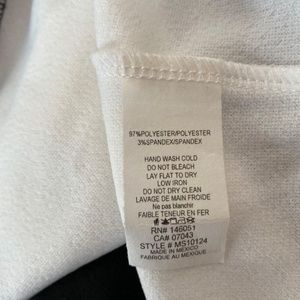 97%POLYESTER/POLYESTER
3%SPANDEX/SPANDEX
HAND WASH COLD
DO NOT BLEACH
LAY FLAT TO DRY
LOW IRON
DO NOT DRY CLEAN
LAVAGE DE MAIN FROIDE
Ne pas blanchir
FAIBLE TENEUR EN FER
RN# 146051
CA# 07043
STYLE # MS10124
MADE IN MEXICO
FABRIQUE AU MEXIQUE